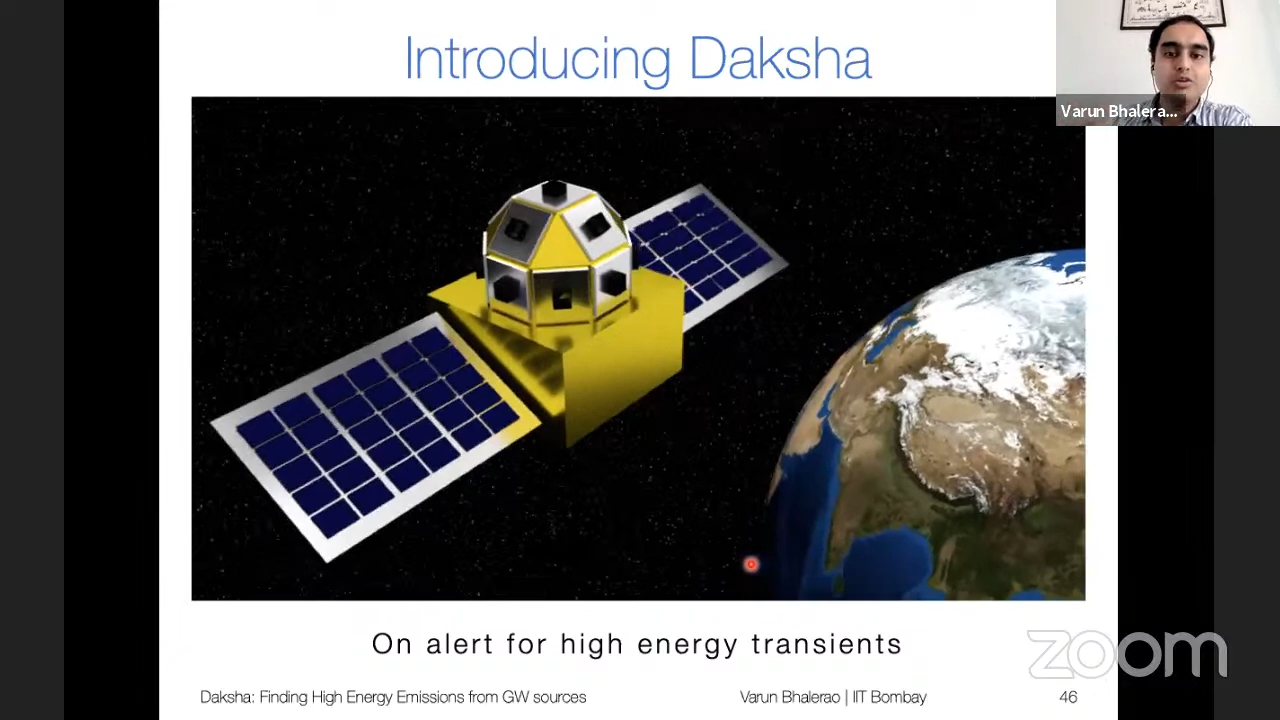 Introducing Daksha
Varun Bhalera...
On alert for high energy transients
zoom
Daksha: Finding High Energy Emissions from GW sources
Varun Bhalerao | IIT Bombay
46